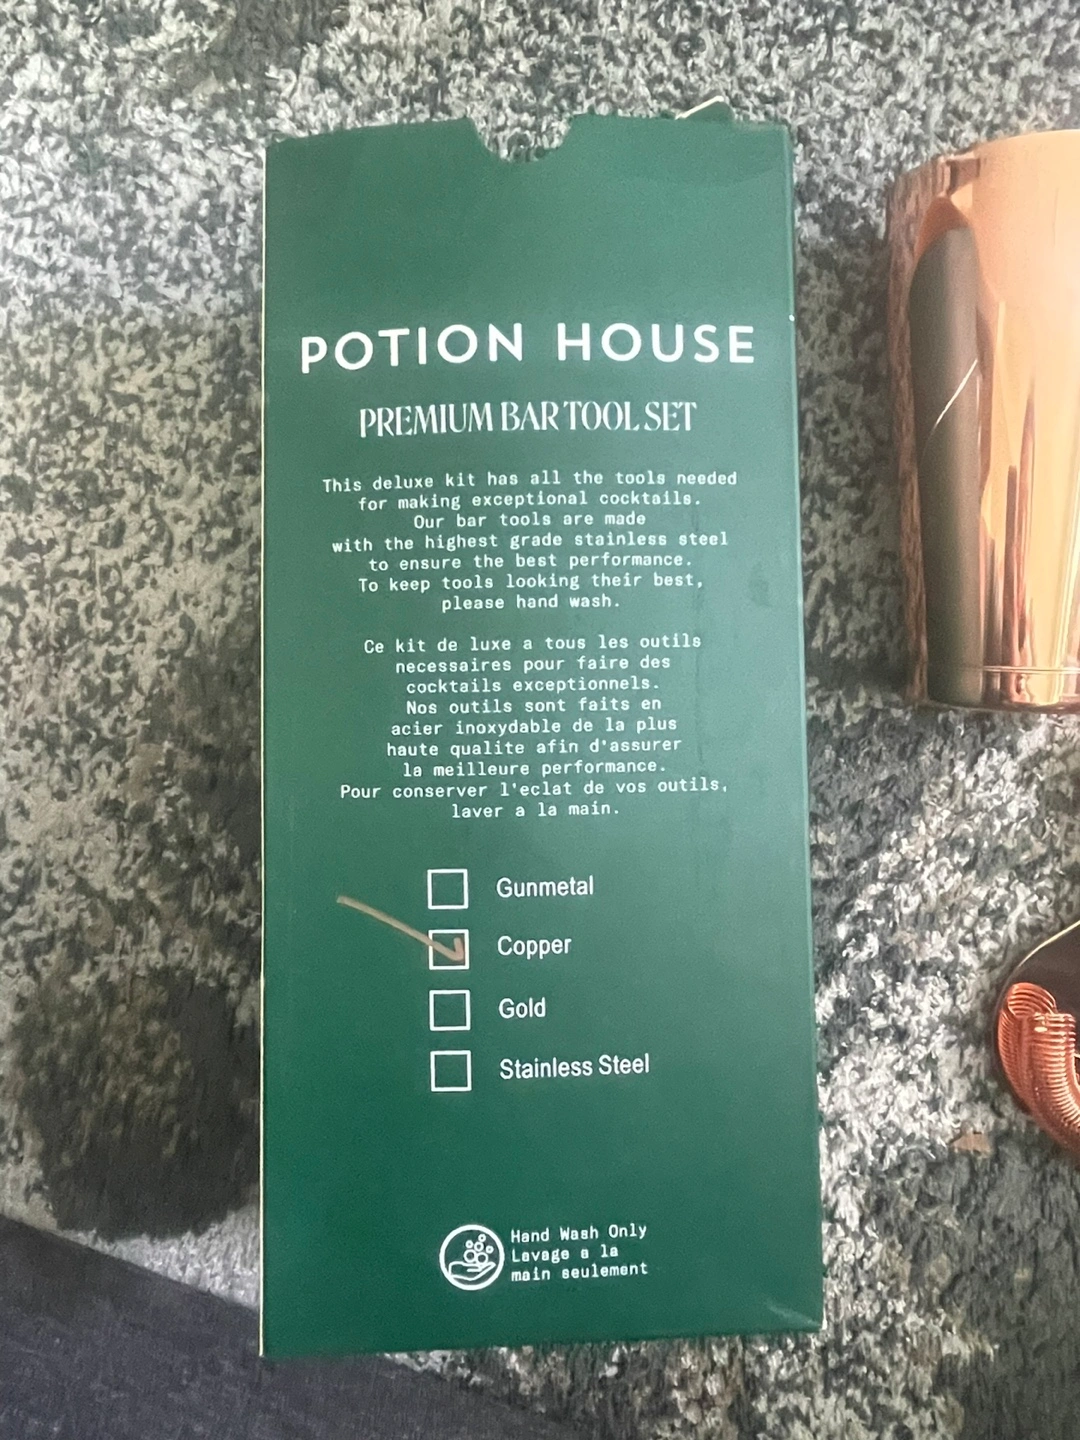 POTION HOUSE
PREMIUM BAR TOOL SET
This deluxe kit has all the tools needed
for making exceptional cocktails.
Our bar tools are made
with the highest grade stainless steel
to ensure the best performance.
To keep tools looking their best,
please hand wash.
Ce kit de luxe a tous les outils
necessaires pour faire des
cocktails exceptionnels.
Nos outils sont faits en
acier inoxydable de la plus
haute qualite afin d'assurer
la meilleure performance.
Pour conserver l'eclat de vos outils,
laver a la main.
Gunmetal
Copper
Gold
Stainless Steel
Hand Wash Only
Lavage a la
main seulement